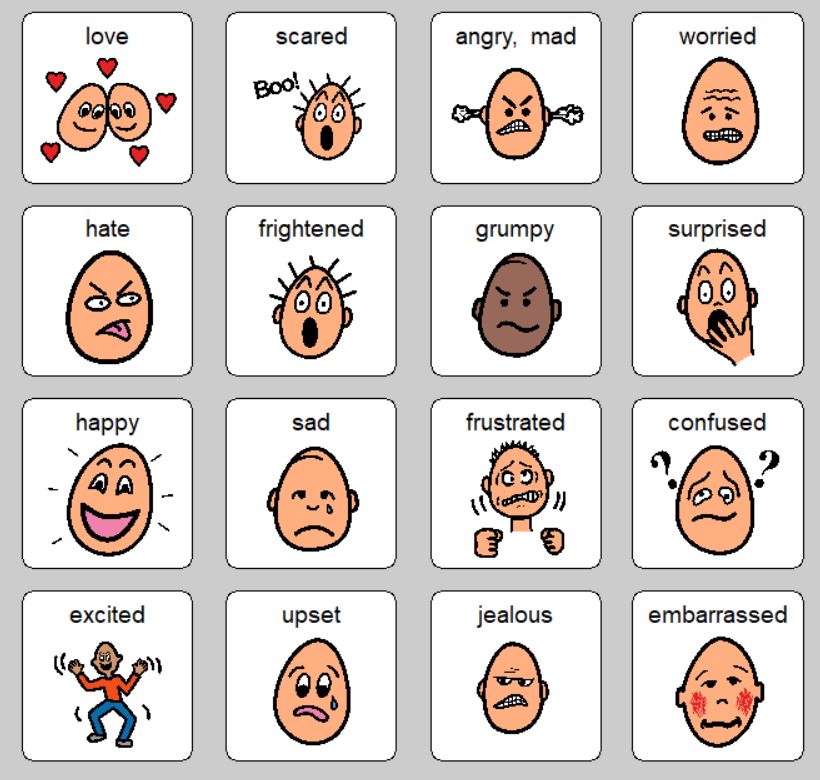 love
scared
Boo!
angry, mad
worried
hate
frightened
grumpy
surprised
happy
sad
frustrated
confused
? ?
excited
upset
jealous
embarrassed